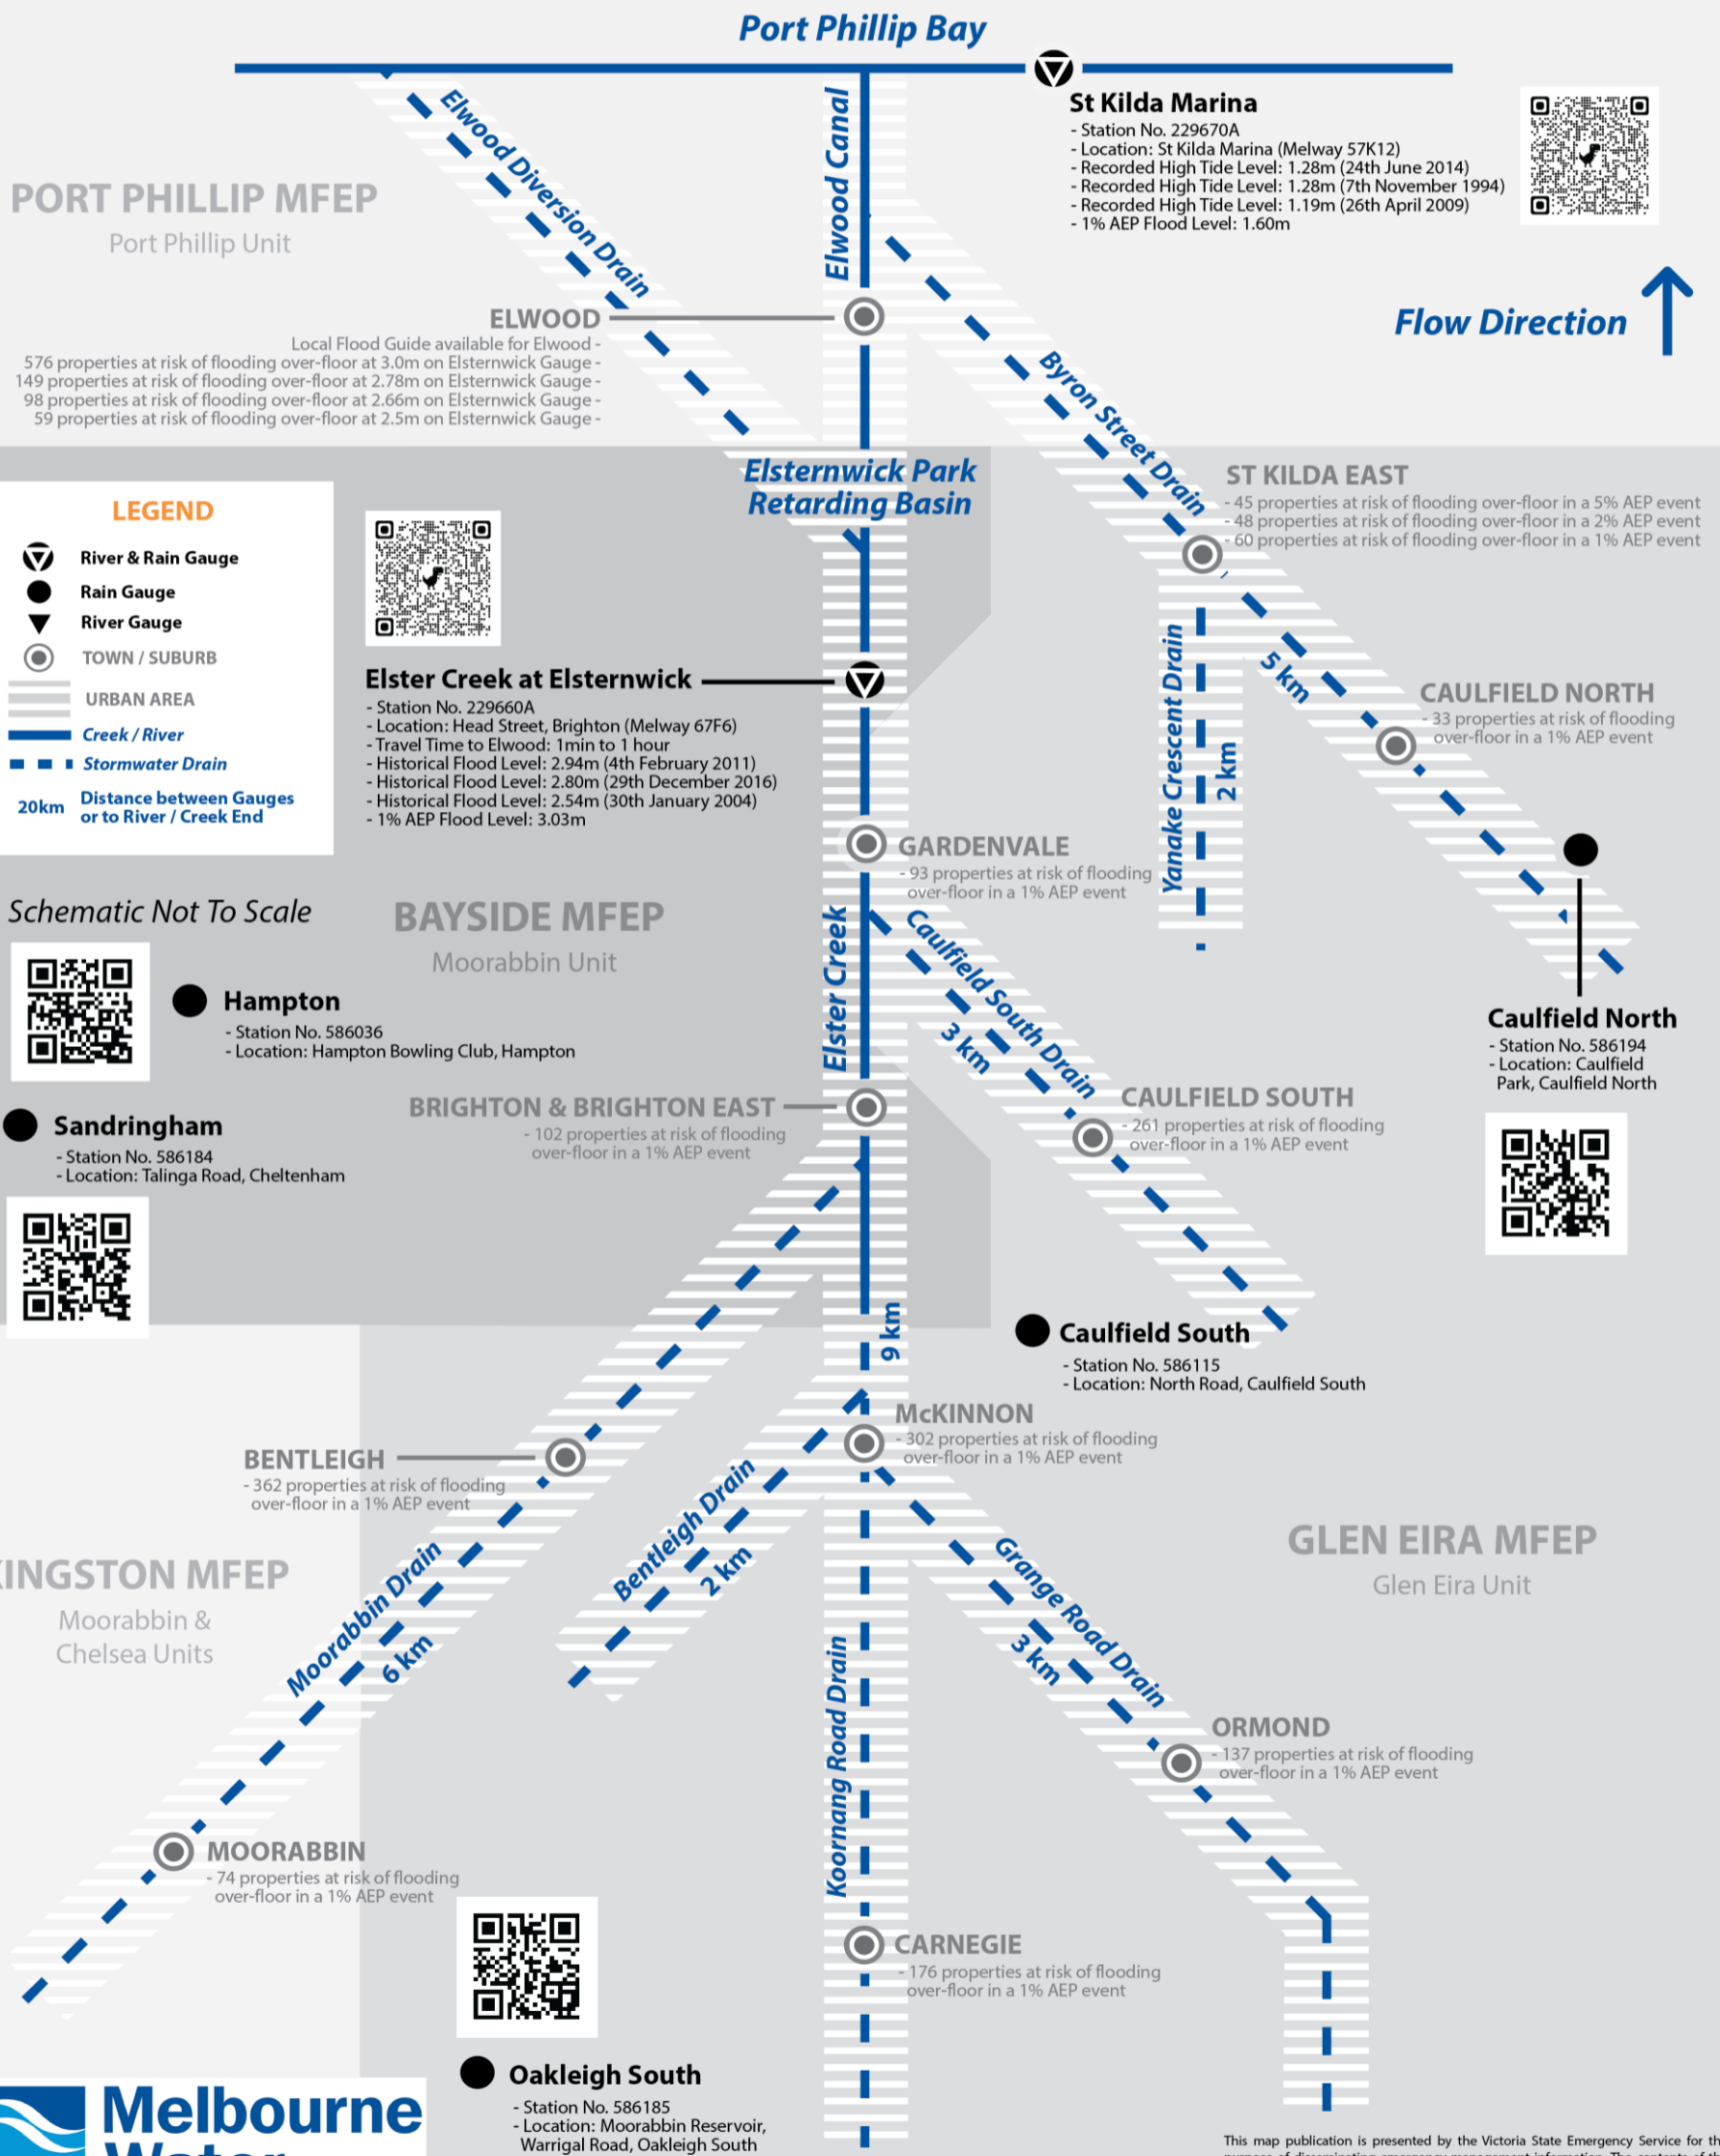 Port Phillip Bay
St Kilda Marina
- Station No. 229670A
- Location: St Kilda Marina (Melway 57K12)
- Recorded High Tide Level: 1.28m (24th June 2014)
- Recorded High Tide Level: 1.28m (7th November 1994)
- Recorded High Tide Level: 1.19m (26th April 2009)
- 1% AEP Flood Level: 1.60m
Elwood Diversion Drain
Elwood Canal
PORT PHILLIP MFEP
Port Phillip Unit
Flow Direction
ELWOOD
Local Flood Guide available for Elwood -
576 properties at risk of flooding over-floor at 3.0m on Elsternwick Gauge -
149 properties at risk of flooding over-floor at 2.78m on Elsternwick Gauge -
98 properties at risk of flooding over-floor at 2.66m on Elsternwick Gauge -
59 properties at risk of flooding over-floor at 2.5m on Elsternwick Gauge -
Byron Street Drain
Elsternwick Park
Retarding Basin
ST KILDA EAST
- 45 properties at risk of flooding over-floor in a 5% AEP event
- 48 properties at risk of flooding over-floor in a 2% AEP event
- 60 properties at risk of flooding over-floor in a 1% AEP event
LEGEND
River & Rain Gauge
Rain Gauge
River Gauge
TOWN / SUBURB
URBAN AREA
Creek / River
Stormwater Drain
20km
Distance between Gauges
or to River / Creek End
Elster Creek at Elsternwick
- Station No. 229660A
- Location: Head Street, Brighton (Melway 67F6)
- Travel Time to Elwood: 1min to 1 hour
- Historical Flood Level: 2.94m (4th February 2011)
- Historical Flood Level: 2.80m (29th December 2016)
- Historical Flood Level: 2.54m (30th January 2004)
- 1% AEP Flood Level: 3.03m
Yanake Crescent Drain
2 km
5 km
CAULFIELD NORTH
- 33 properties at risk of flooding
over-floor in a 1% AEP event
GARDENVALE
- 93 properties at risk of flooding
over-floor in a 1% AEP event
Schematic Not To Scale
BAYSIDE MFEP
Moorabbin Unit
Elster Creek
Caulfield South Drain
3 km
Hampton
- Station No. 586036
- Location: Hampton Bowling Club, Hampton
Caulfield North
- Station No. 586194
- Location: Caulfield
Park, Caulfield North
Sandringham
- Station No. 586184
- Location: Talinga Road, Cheltenham
BRIGHTON & BRIGHTON EAST
- 102 properties at risk of flooding
over-floor in a 1% AEP event
CAULFIELD SOUTH
- 261 properties at risk of flooding
over-floor in a 1% AEP event
9 km
Caulfield South
- Station No. 586115
- Location: North Road, Caulfield South
McKINNON
- 302 properties at risk of flooding
over-floor in a 1% AEP event
BENTLEIGH
- 362 properties at risk of flooding
over-floor in a 1% AEP event
Bentleigh Drain
2 km
KINGSTON MFEP
Moorabbin &
Chelsea Units
Moorabbin Drain
6 km
Koornang Road Drain
Grange Road Drain
3 km
GLEN EIRA MFEP
Glen Eira Unit
ORMOND
- 137 properties at risk of flooding
over-floor in a 1% AEP event
MOORABBIN
- 74 properties at risk of flooding
over-floor in a 1% AEP event
CARNEGIE
- 176 properties at risk of flooding
over-floor in a 1% AEP event
Oakleigh South
- Station No. 586185
- Location: Moorabbin Reservoir,
Warrigal Road, Oakleigh South
Melbourne
Water
This map publication is presented by the Victoria State Emergency Service for